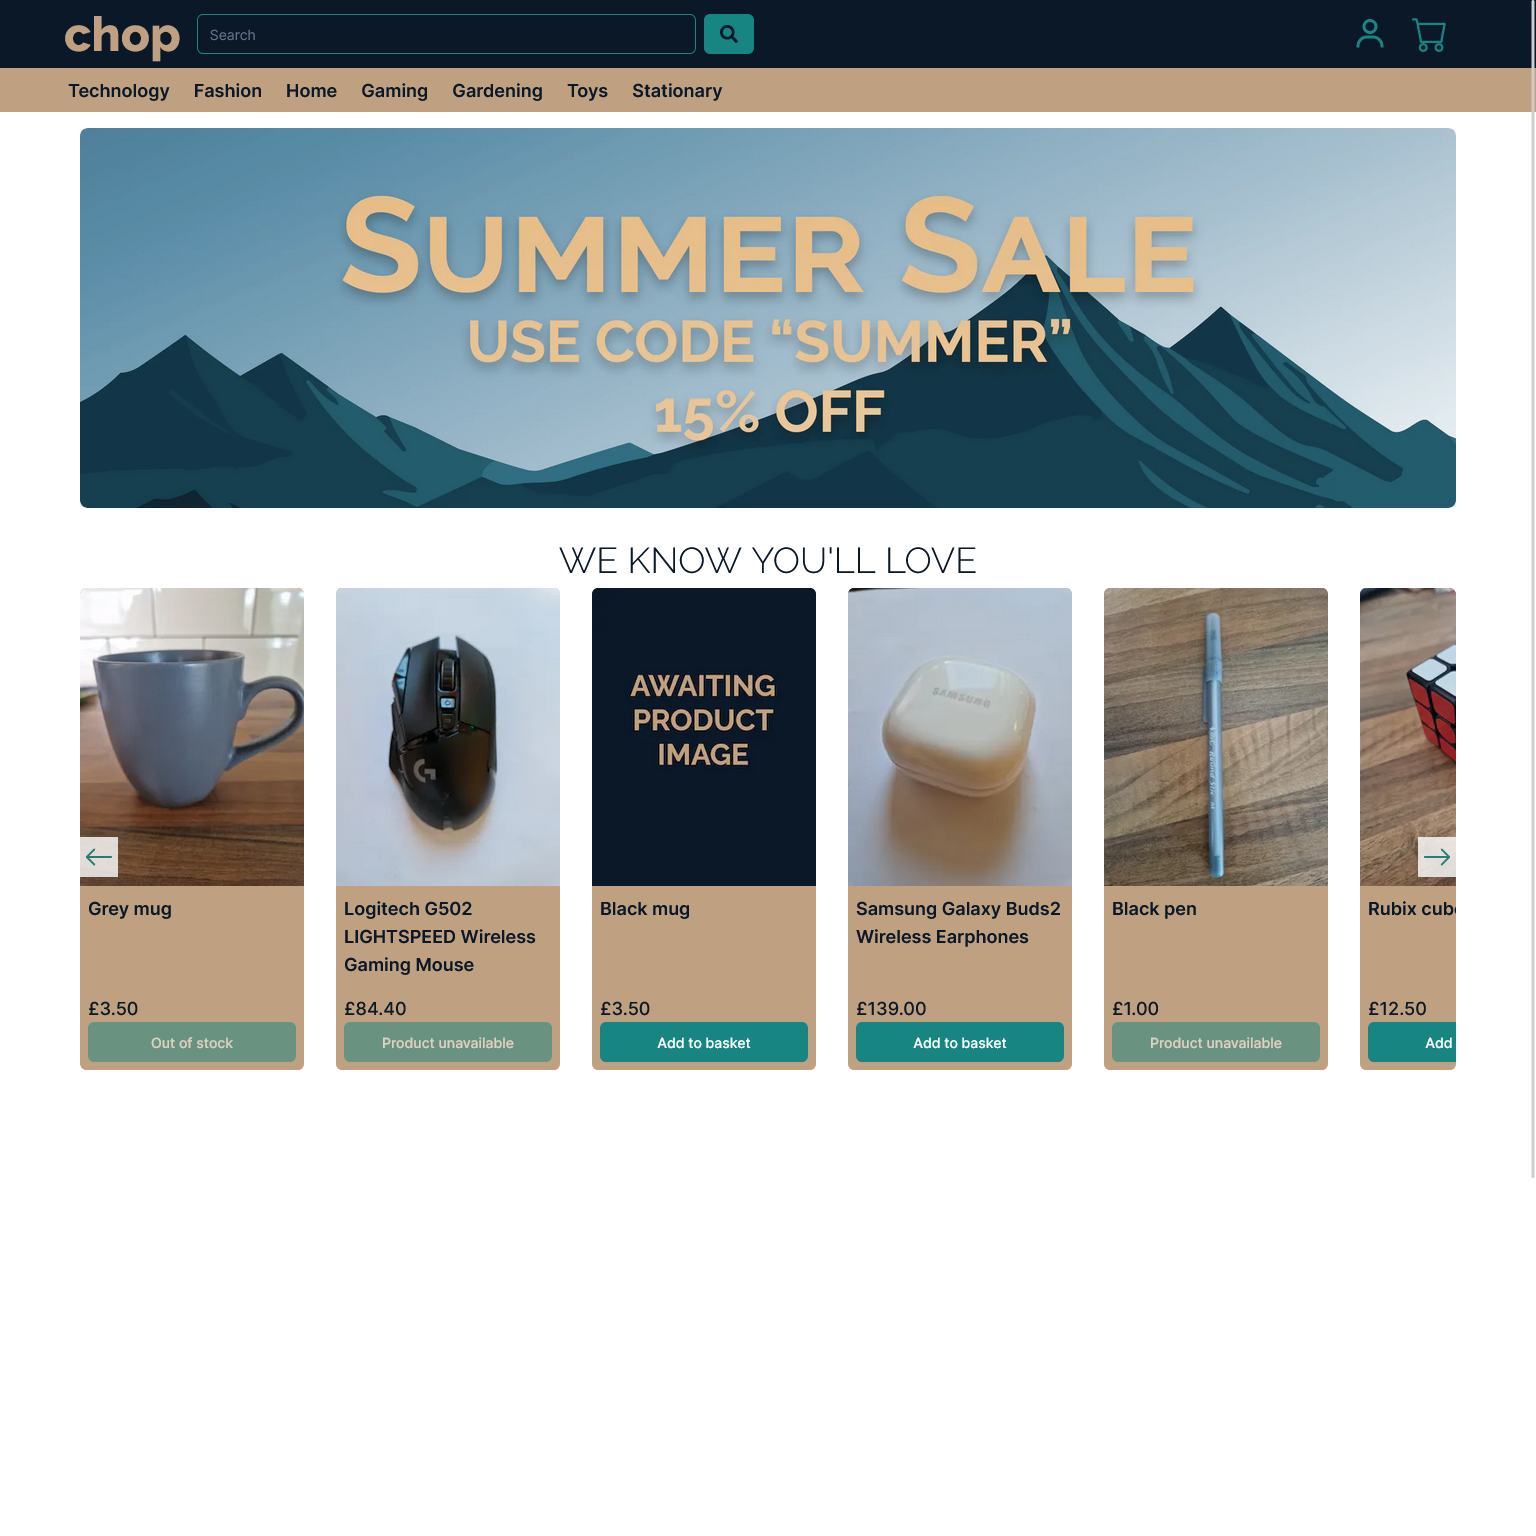 chop
Search
Technology Fashion Home Gaming Gardening Toys Stationary
SUMMER SALE
USE CODE “SUMMER”
15% OFF
WE KNOW YOU'LL LOVE
AWAITING
PRODUCT
IMAGE
SAMSUNG
Grey mug
£3.50
Out of stock
Logitech G502
LIGHTSPEED Wireless
Gaming Mouse
£84.40
Product unavailable
Black mug
£3.50
Add to basket
Samsung Galaxy Buds2
Wireless Earphones
£139.00
Add to basket
Black pen
£1.00
Product unavailable
Rubix cub
£12.50
Add